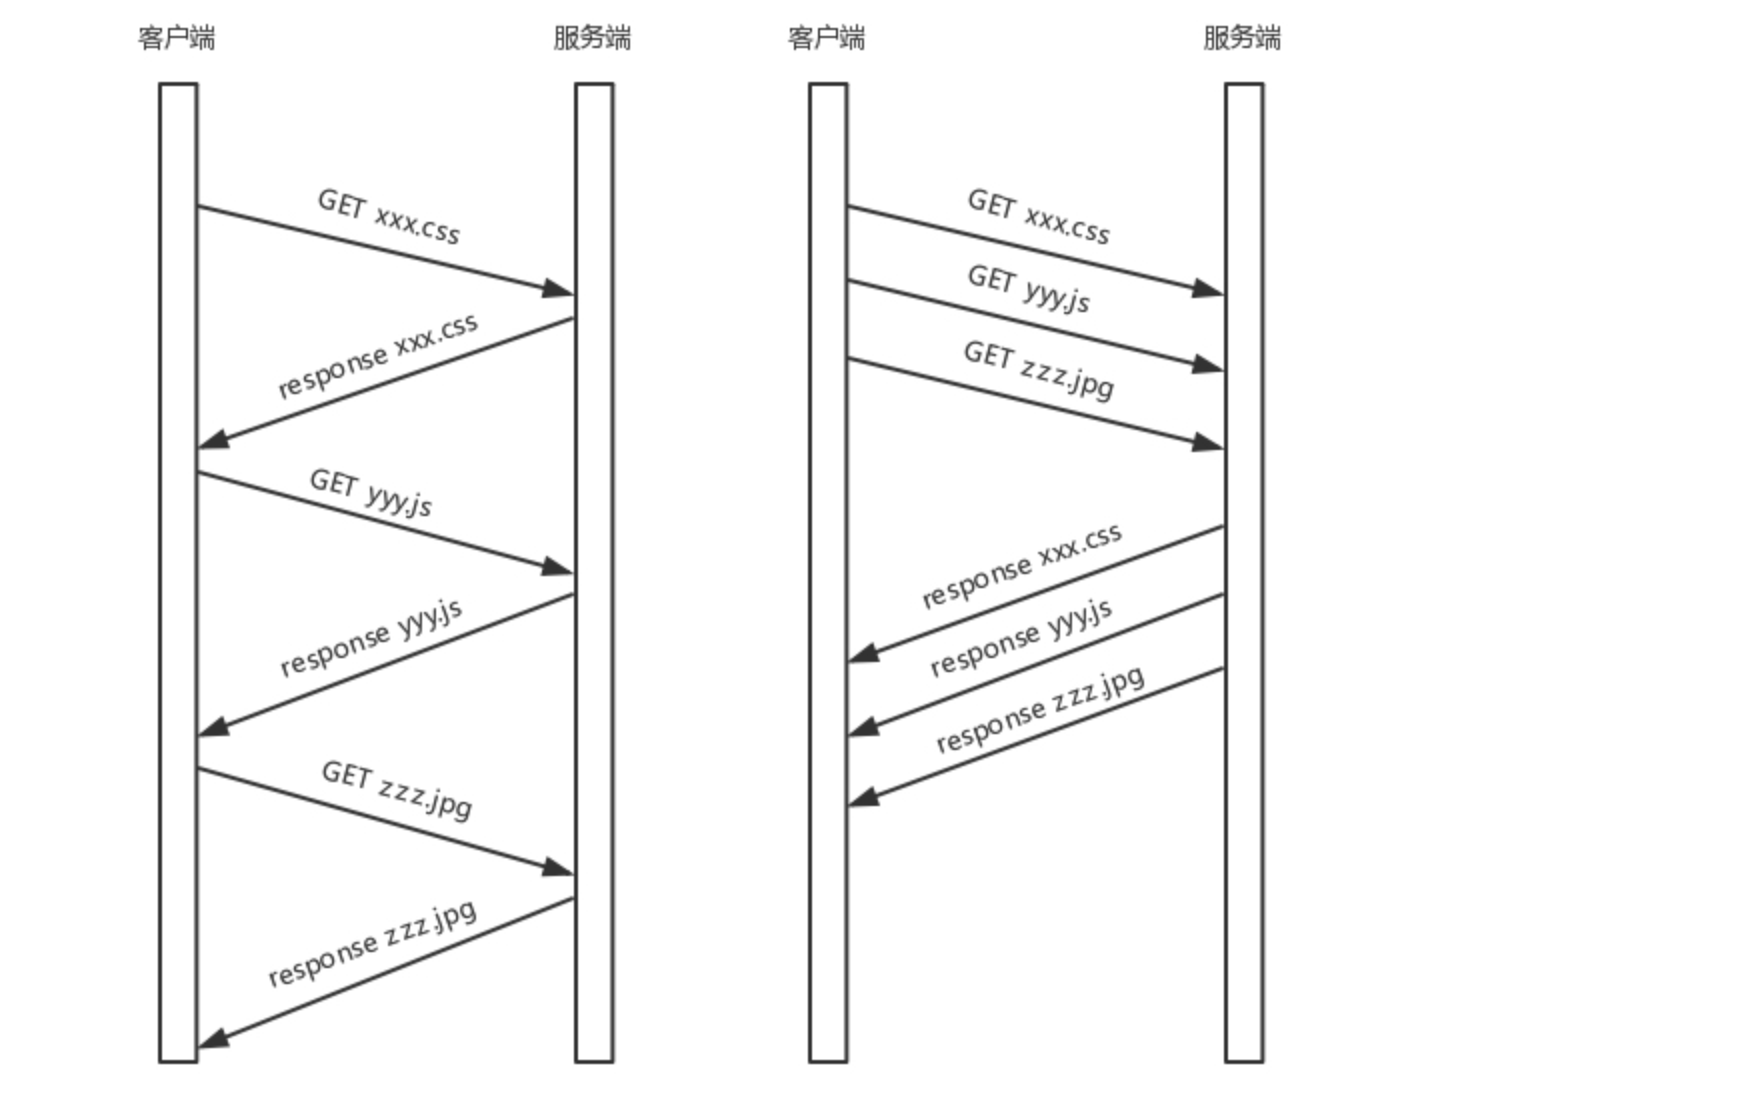 客户端
服务端
GET xxx.css
response xxx.css
GET yyy.js
response yyy.js
GET zzz.jpg
response zzz.jpg
客户端
服务端
GET xxx.css
GET yyy.js
GET zzz.jpg
response xxx.css
response yyy.js
response zzz.jpg